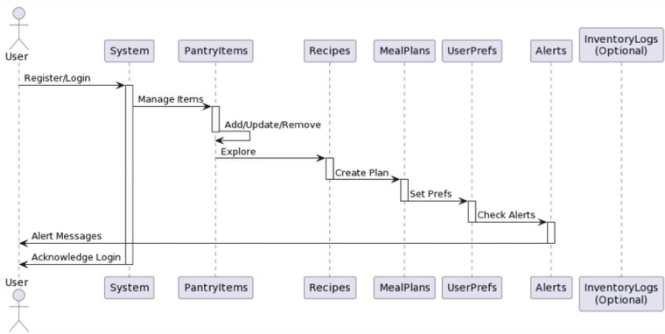 User
System
PantryItems
Recipes
MealPlans
UserPrefs
Alerts
InventoryLogs
(Optional)
Register/Login
Manage Items
Add/Update/Remove
Explore
Create Plan
Set Prefs
Check Alerts
Alert Messages
Acknowledge Login
User
System
PantryItems
Recipes
MealPlans
UserPrefs
Alerts
InventoryLogs
(Optional)